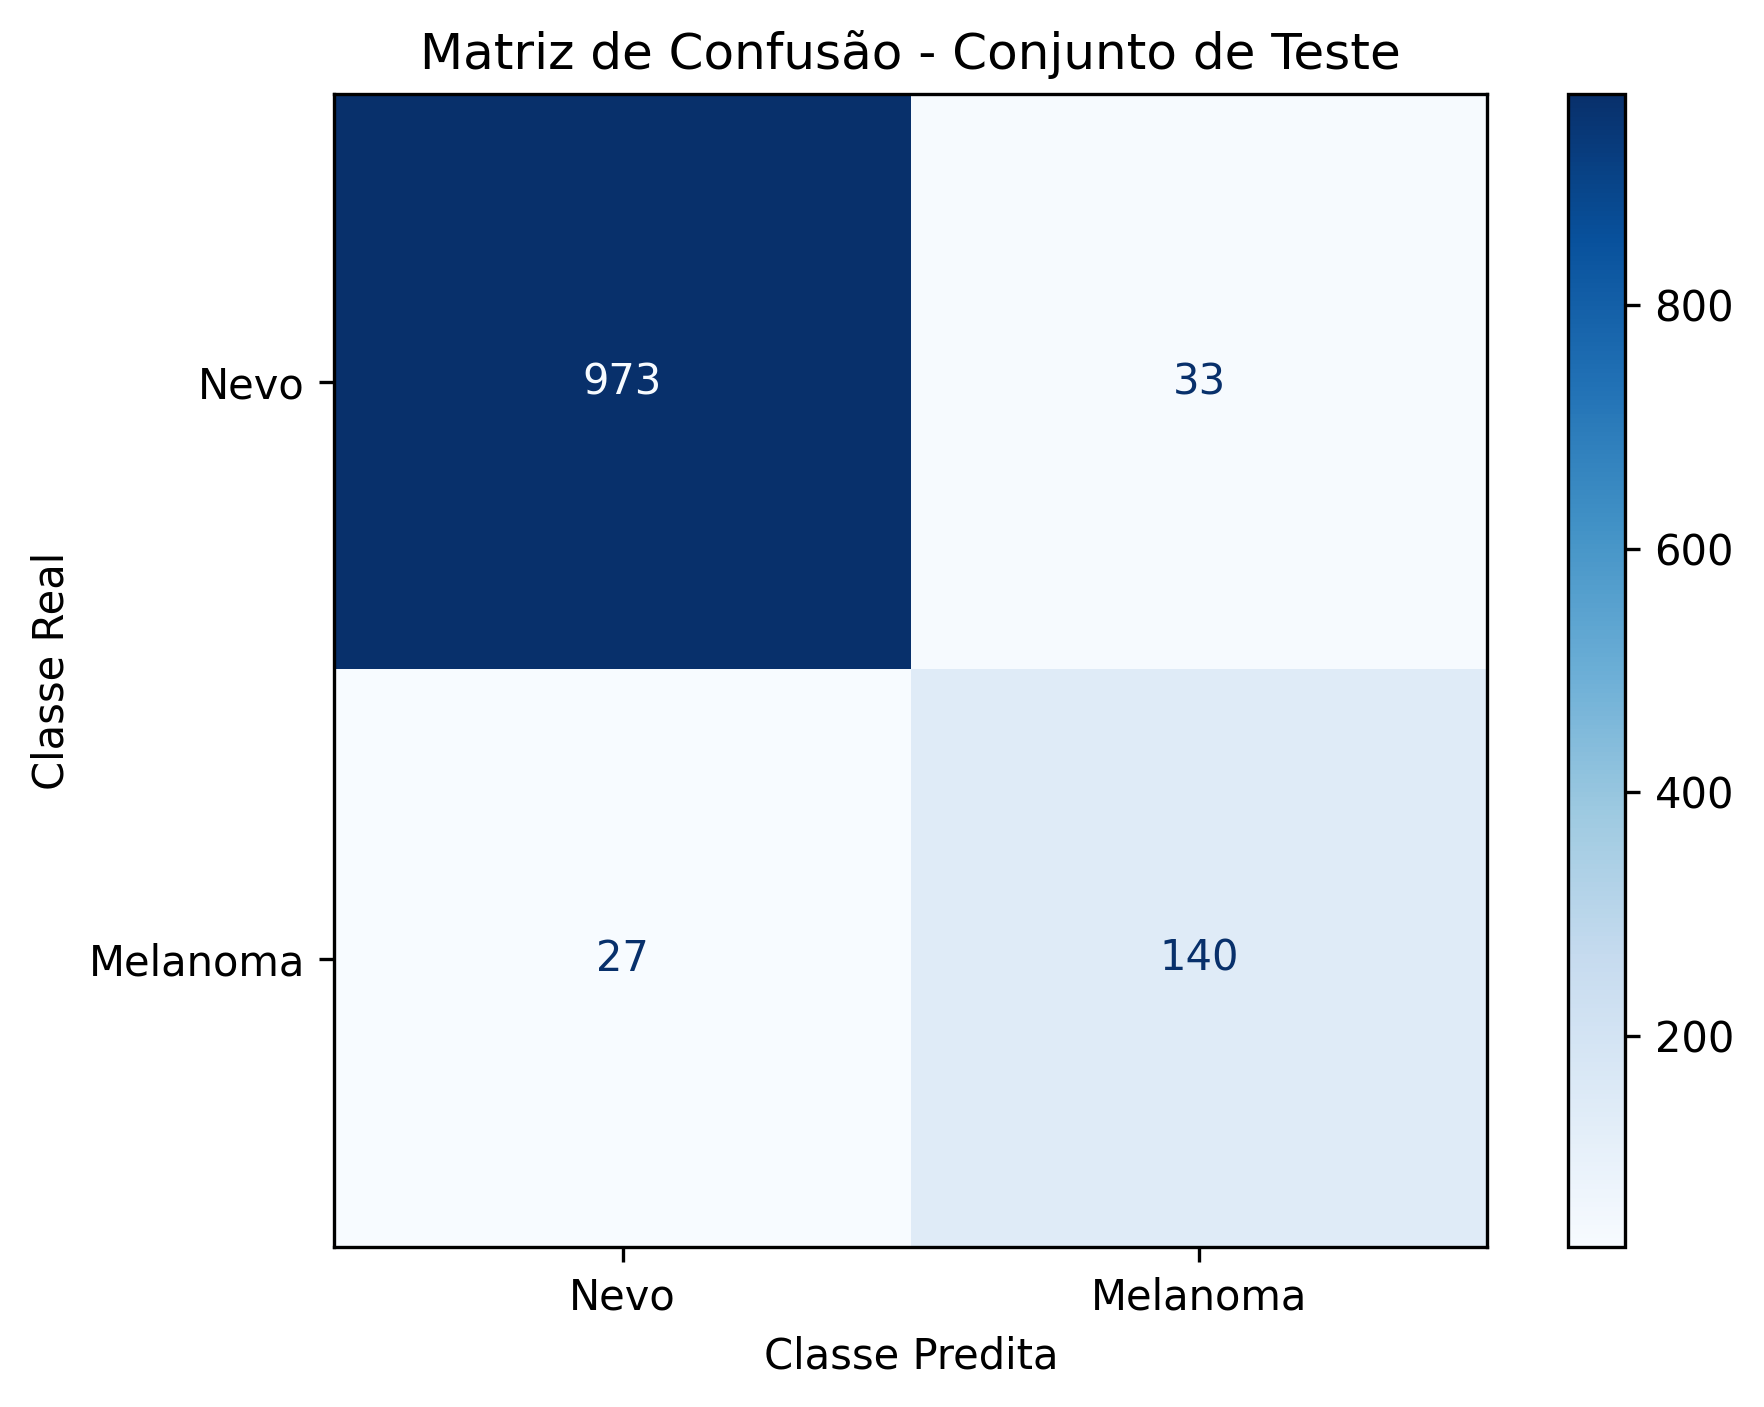 Matriz de Confusão - Conjunto de Teste
Classe Real
Nevo
973
33
Melanoma
27
140
Nevo
Melanoma
Classe Predita
800
600
400
200